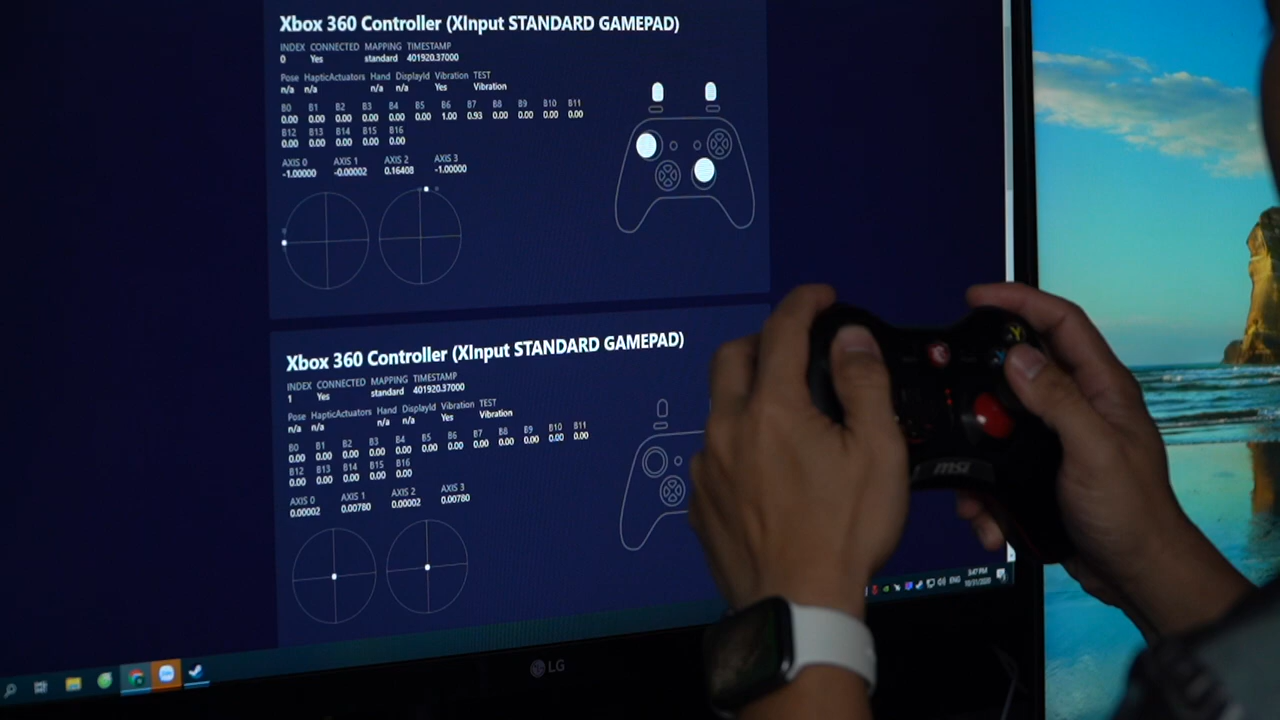 Xbox 360 Controller (XInput STANDARD GAMEPAD)
INDEX CONNECTED MAPPING TIMESTAMP
0 Yes standard 401920.37000
Pose HapticActuators Hand DisplayId Vibration TEST
n/a n/a n/a n/a Yes Vibration
B0 B1 B2 B3 B4 B5 B6 B7 B8 B9 B10 B11
0.00 0.00 0.00 0.00 0.00 0.00 1.00 0.93 0.00 0.00 0.00 0.00
B12 B13 B14 B15 B16
0.00 0.00 0.00 0.00 0.00
AXIS 0 AXIS 1 AXIS 2 AXIS 3
-1.00000 -0.00002 0.16408 -1.00000
Xbox 360 Controller (XInput STANDARD GAMEPAD)
INDEX CONNECTED MAPPING TIMESTAMP
1 Yes standard 401920.37000
Pose HapticActuators Hand DisplayId Vibration TEST
n/a n/a n/a n/a Yes Vibration
B0 B1 B2 B3 B4 B5 B6 B7 B8 B9 B10 B11
0.00 0.00 0.00 0.00 0.00 0.00 0.00 0.00 0.00 0.00 0.00 0.00
B12 B13 B14 B15 B16
0.00 0.00 0.00 0.00 0.00
AXIS 0 AXIS 1 AXIS 2 AXIS 3
0.00002 0.00780 0.00002 0.00780
Y
X
msi
ENG
3:47 PM
10/31/2020
LG